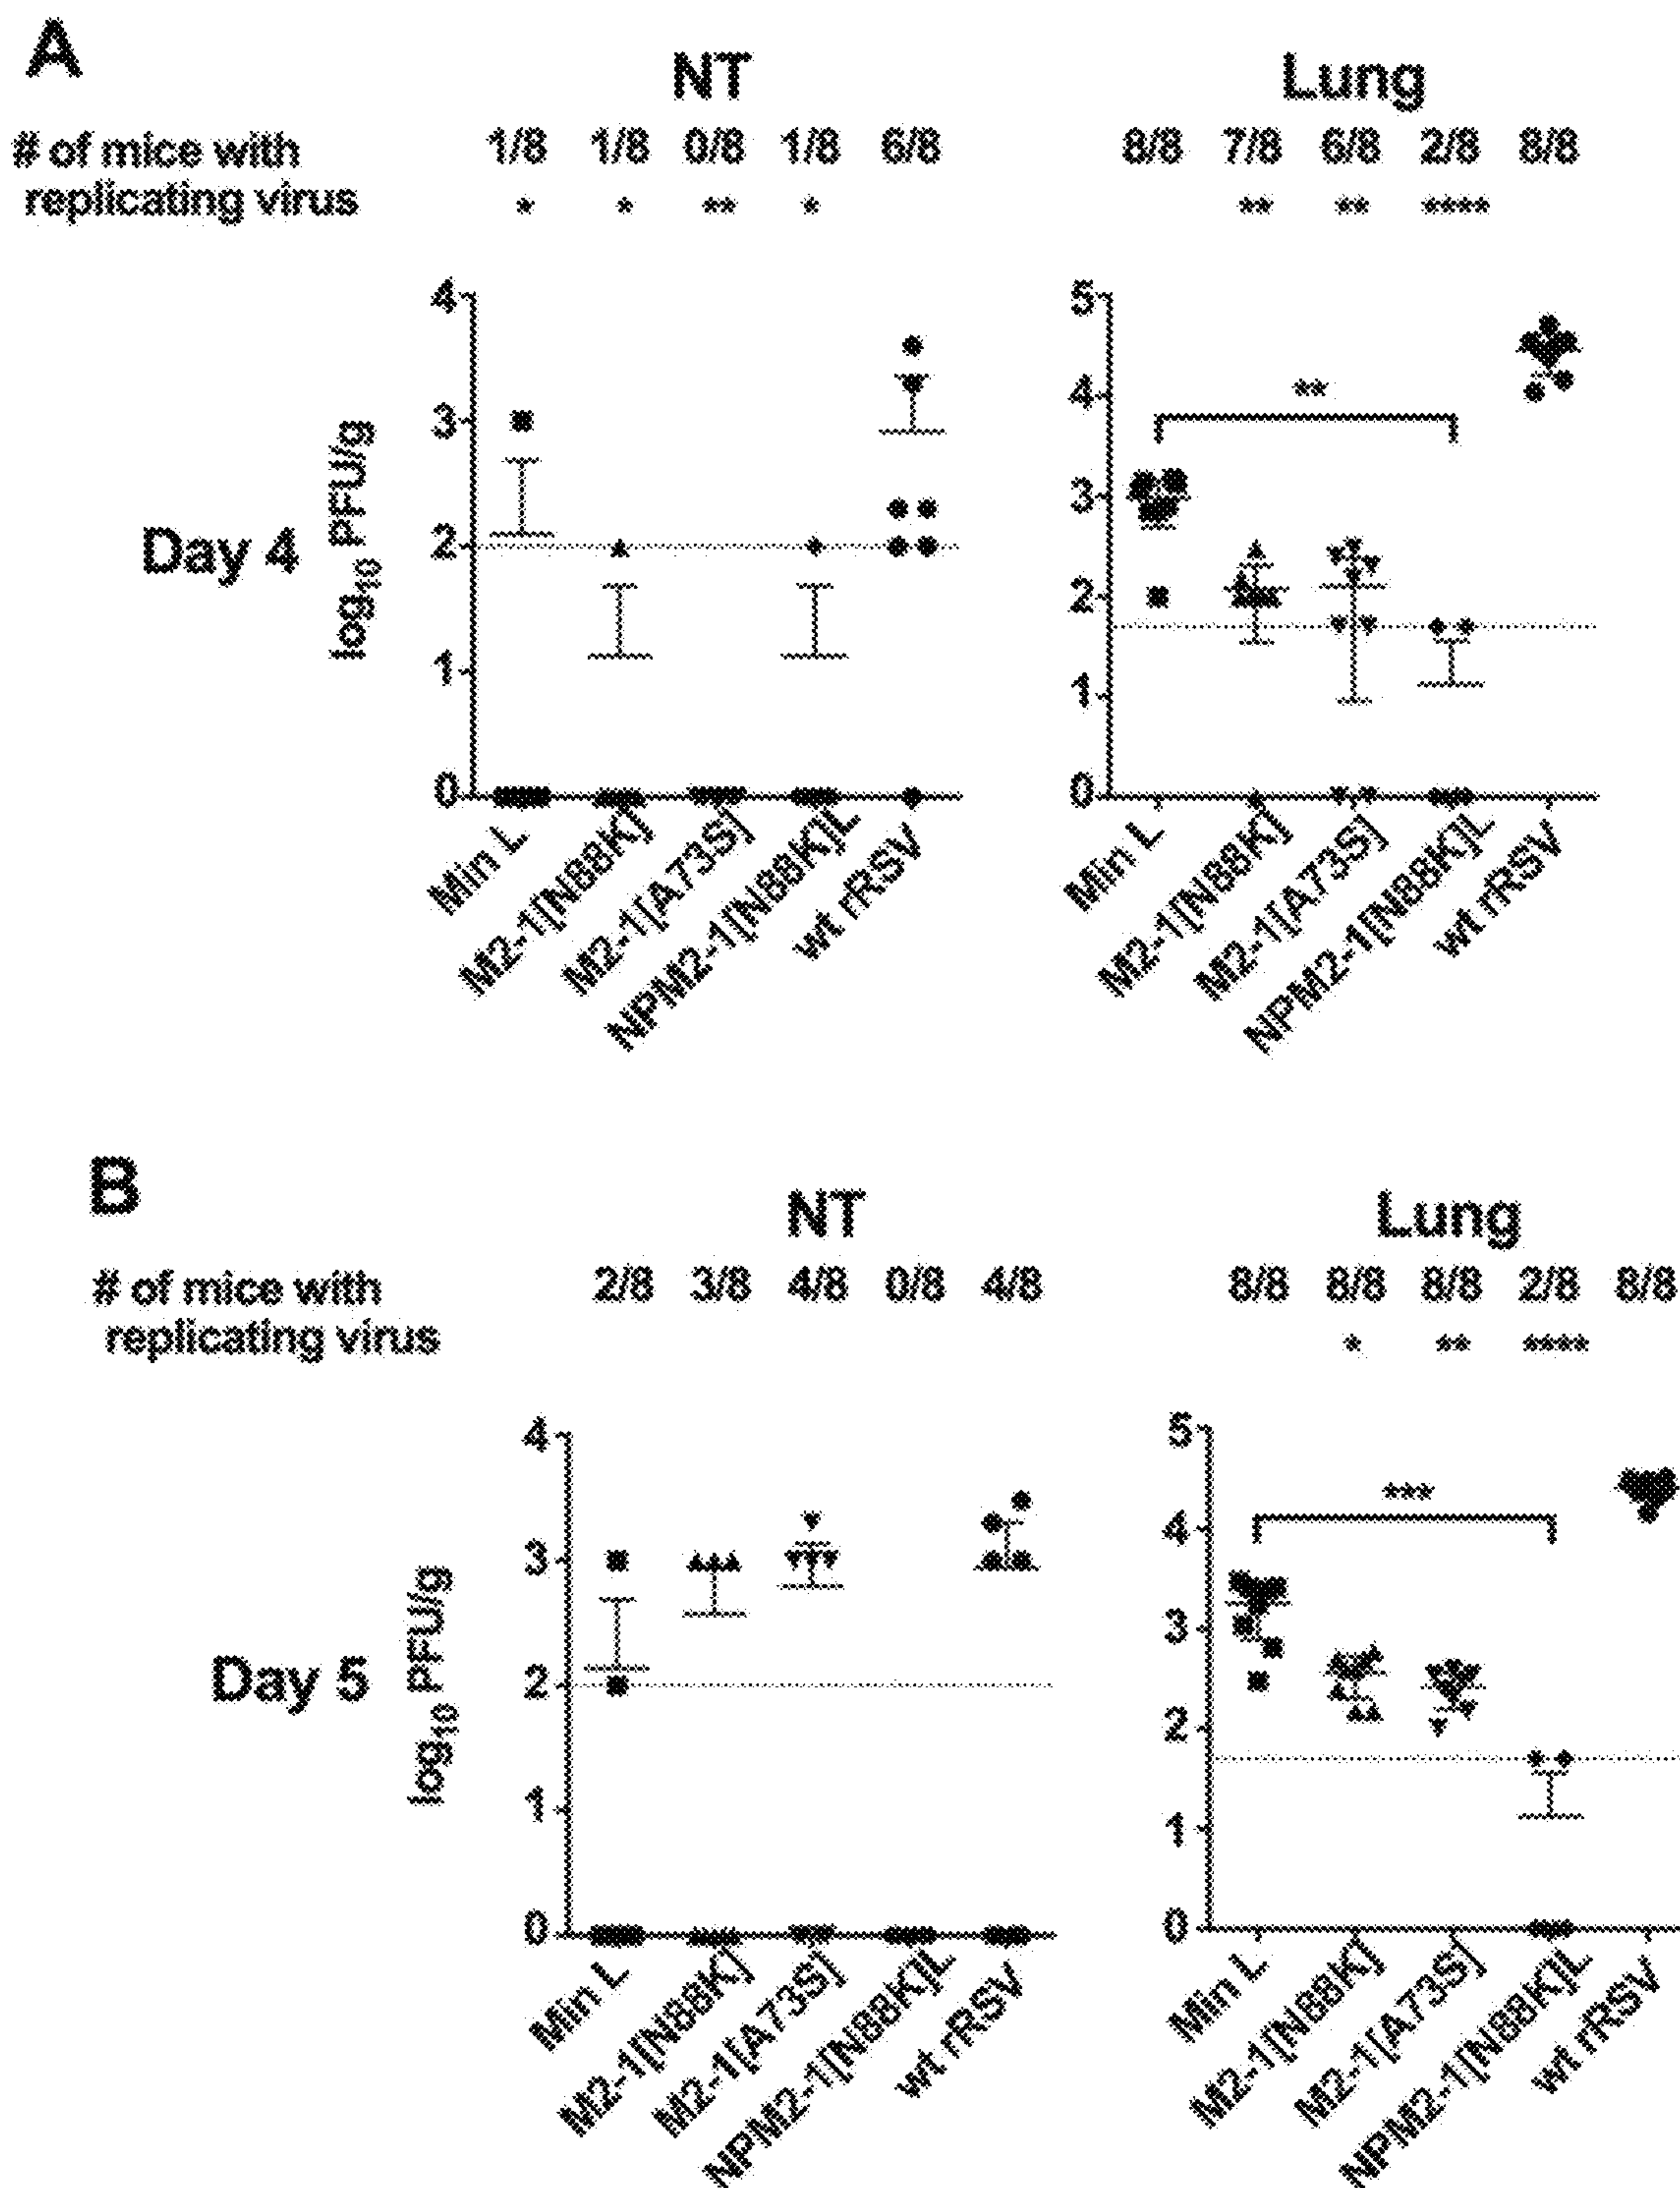 A
NT
Lung
# of mice with
replicating virus
1/8 1/8 0/8 1/8 6/8
* * ** *
8/8 7/8 6/8 2/8 8/8
** ** ****
Day 4
log10 PFU/g
4
3
2
1
0
Min L
M2-1[N88K]
M2-1[A73S]
NPM2-1[N88K]L
wt rRSV
5
4
3
2
1
0
**
Min L
M2-1[N88K]
M2-1[A73S]
NPM2-1[N88K]L
wt rRSV
B
NT
Lung
# of mice with
replicating virus
2/8 3/8 4/8 0/8 4/8
8/8 8/8 8/8 2/8 8/8
* ** ****
Day 5
log10 PFU/g
4
3
2
1
0
Min L
M2-1[N88K]
M2-1[A73S]
NPM2-1[N88K]L
wt rRSV
5
4
3
2
1
0
***
Min L
M2-1[N88K]
M2-1[A73S]
NPM2-1[N88K]L
wt rRSV